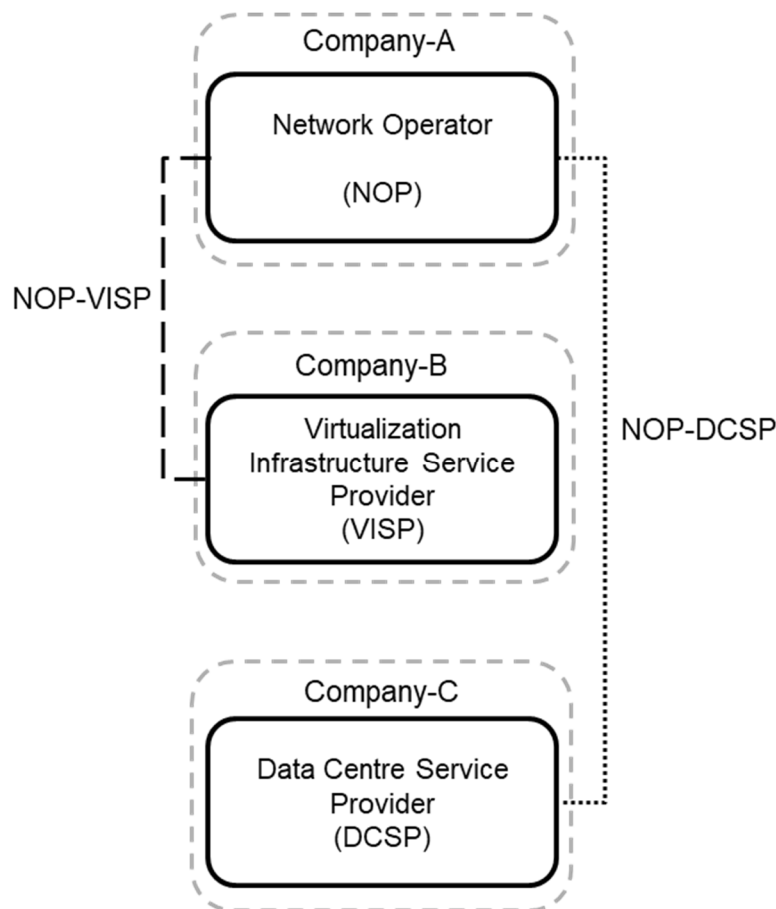 Company-A
Network Operator
(NOP)
NOP-VISP
Company-B
Virtualization
Infrastructure Service
Provider
(VISP)
NOP-DCSP
Company-C
Data Centre Service
Provider
(DCSP)